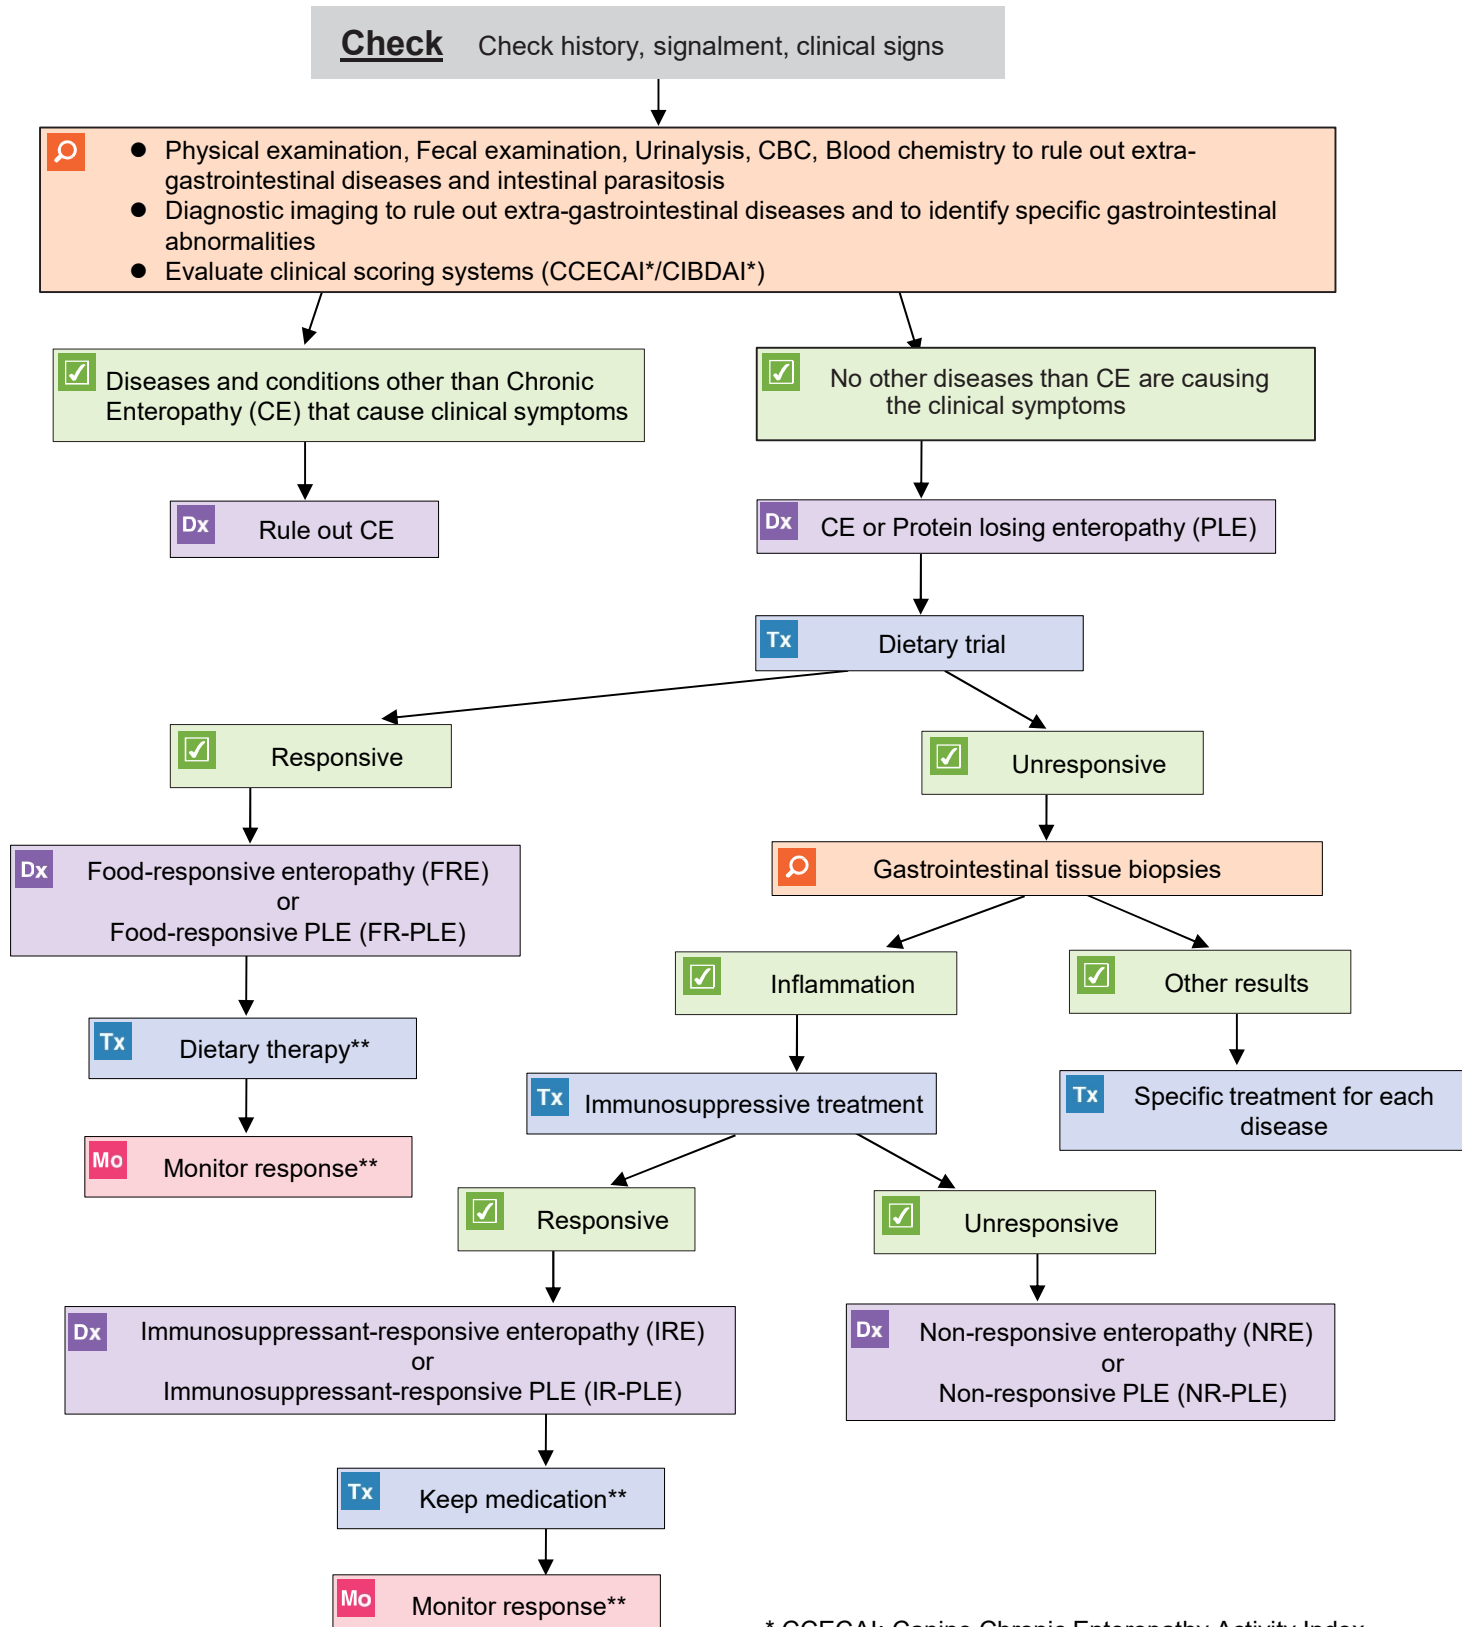 Check Check history, signalment, clinical signs
● Physical examination, Fecal examination, Urinalysis, CBC, Blood chemistry to rule out extra-
gastrointestinal diseases and intestinal parasitosis
● Diagnostic imaging to rule out extra-gastrointestinal diseases and to identify specific gastrointestinal
abnormalities
● Evaluate clinical scoring systems (CCECAI*/CIBDAI*)
Diseases and conditions other than Chronic
Enteropathy (CE) that cause clinical symptoms
No other diseases than CE are causing
the clinical symptoms
Dx Rule out CE
Dx CE or Protein losing enteropathy (PLE)
Tx Dietary trial
Responsive
Unresponsive
Dx Food-responsive enteropathy (FRE)
or
Food-responsive PLE (FR-PLE)
Gastrointestinal tissue biopsies
Inflammation
Other results
Tx Dietary therapy**
Tx Immunosuppressive treatment
Tx Specific treatment for each
disease
Mo Monitor response**
Responsive
Unresponsive
Dx Immunosuppressant-responsive enteropathy (IRE)
or
Immunosuppressant-responsive PLE (IR-PLE)
Dx Non-responsive enteropathy (NRE)
or
Non-responsive PLE (NR-PLE)
Tx Keep medication**
Mo Monitor response**
* CCECAI: Canine Chronic Enteropathy Activity Index